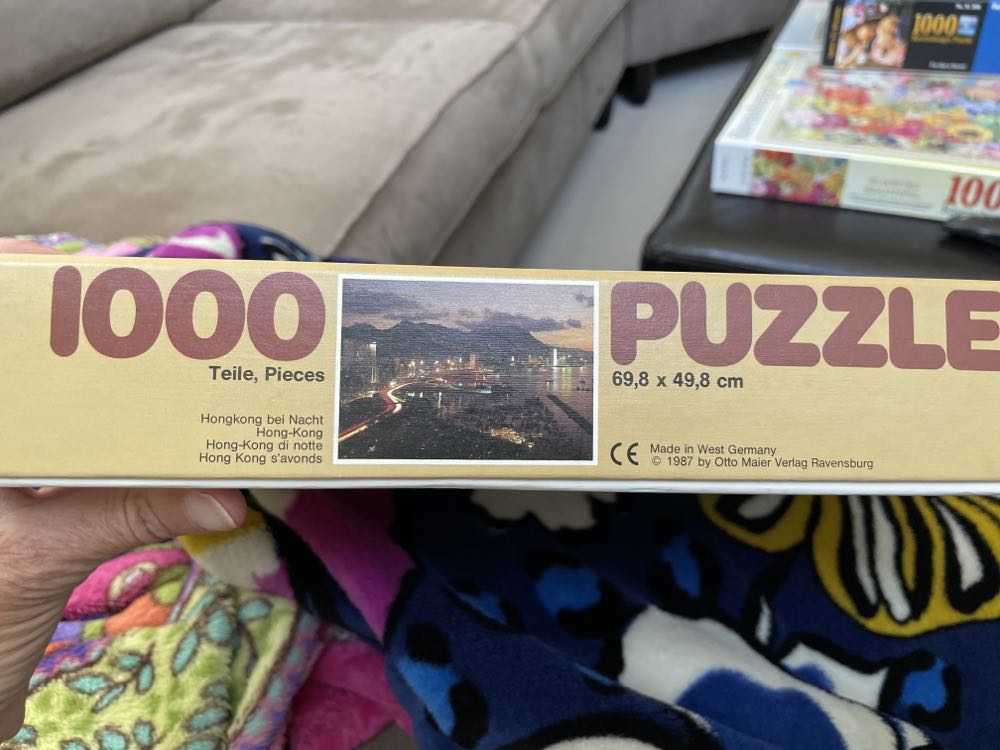 1000
100
1000
Teile, Pieces
Hongkong bei Nacht
Hong-Kong
Hong-Kong di notte
Hong Kong s'avonds
PUZZLE
69,8 x 49,8 cm
CE Made in West Germany
© 1987 by Otto Maier Verlag Ravensburg